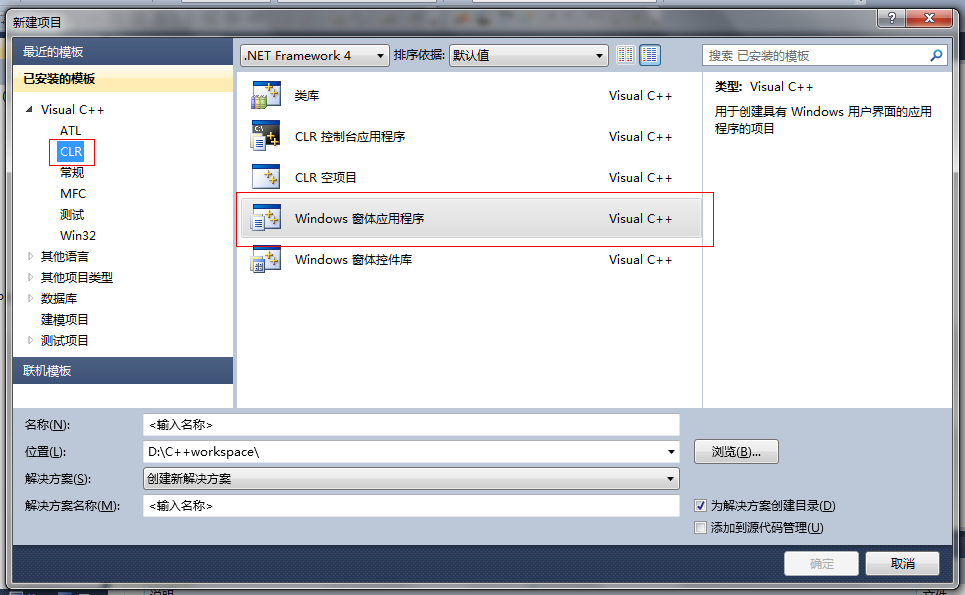 新建项目
最近的模板
已安装的模板
Visual C++
ATL
CLR
常规
MFC
测试
Win32
其他语言
其他项目类型
数据库
建模项目
测试项目
联机模板
.NET Framework 4 排序依据: 默认值
类库 Visual C++
CLR 控制台应用程序 Visual C++
CLR 空项目 Visual C++
Windows 窗体应用程序 Visual C++
Windows 窗体控件库 Visual C++
搜索 已安装的模板
类型: Visual C++
用于创建具有 Windows 用户界面的应用
程序的项目
名称(N): <输入名称>
位置(L): D:\C++workspace\ 浏览(B)...
解决方案(S): 创建新解决方案
解决方案名称(M): <输入名称>
为解决方案创建目录(D)
添加到源代码管理(U)
确定 取消